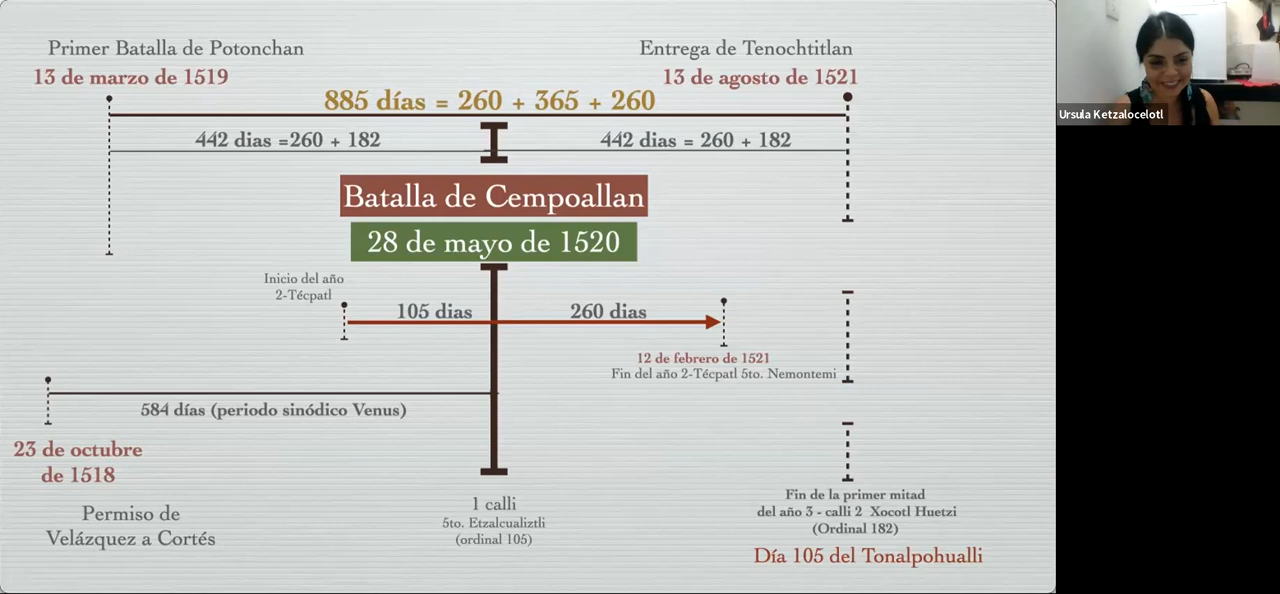 Primer Batalla de Potonchan
13 de marzo de 1519
Entrega de Tenochtitlan
13 de agosto de 1521
885 días = 260 + 365 + 260
442 dias =260 + 182
442 dias = 260 + 182
Batalla de Cempoallan
28 de mayo de 1520
Inicio del año
2-Técpatl
105 dias
260 dias
12 de febrero de 1521
Fin del año 2-Técpatl 5to. Nemontemi
584 días (periodo sinódico Venus)
23 de octubre
de 1518
Permiso de
Velázquez a Cortés
1 calli
5to. Etzalcualiztli
(ordinal 105)
Fin de la primer mitad
del año 3 - calli 2 Xocotl Huetzi
(Ordinal 182)
Día 105 del Tonalpohualli
Ursula Ketzalocelotl